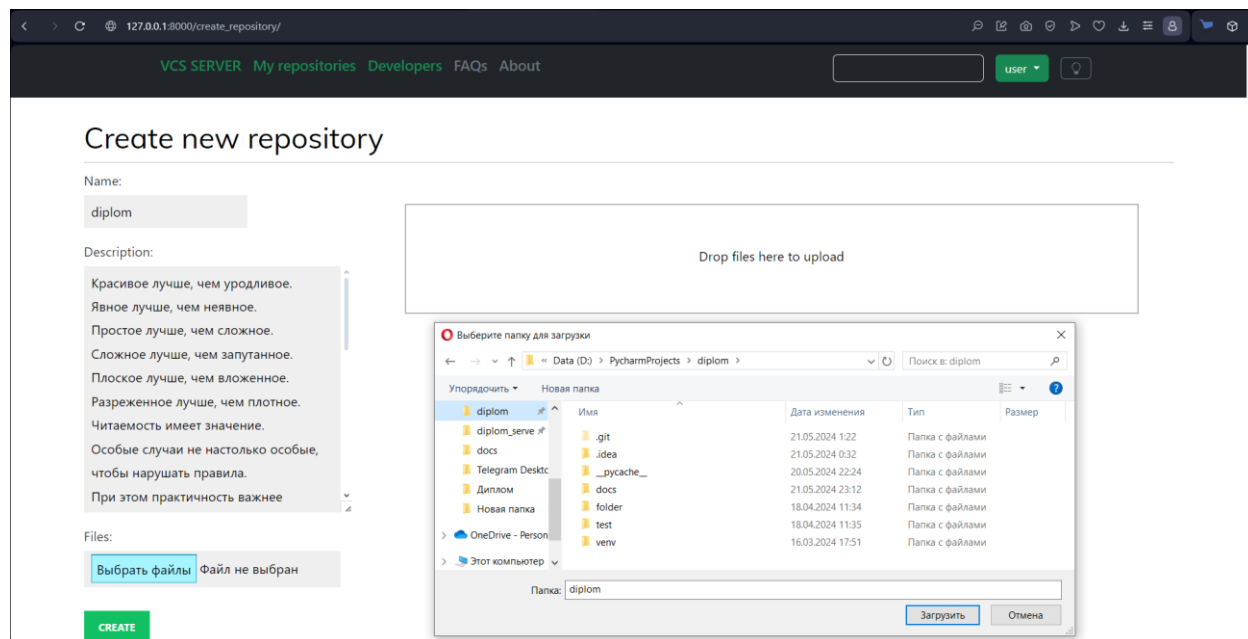 127.0.0.1:8000/create_repository/
VCS SERVER My repositories Developers FAQs About
user
Create new repository
Name:
diplom
Description:
Красивое лучше, чем уродливое.
Явное лучше, чем неявное.
Простое лучше, чем сложное.
Сложное лучше, чем запутанное.
Плоское лучше, чем вложенное.
Разреженное лучше, чем плотное.
Читаемость имеет значение.
Особые случаи не настолько особые,
чтобы нарушать правила.
При этом практичность важнее
Files:
Выбрать файлы Файл не выбран
CREATE
Drop files here to upload
Выберите папку для загрузки
« Data (D:) > PycharmProjects > diplom >
Поиск в: diplom
Упорядочить Новая папка
diplom
diplom_serve
docs
Telegram Deskto
Диплом
Новая папка
OneDrive - Person
Этот компьютер
Имя Дата изменения Тип Размер
.git 21.05.2024 1:22 Папка с файлами
.idea 21.05.2024 0:32 Папка с файлами
__pycache__ 20.05.2024 22:24 Папка с файлами
docs 21.05.2024 23:12 Папка с файлами
folder 18.04.2024 11:34 Папка с файлами
test 18.04.2024 11:35 Папка с файлами
venv 16.03.2024 17:51 Папка с файлами
Папка: diplom
Загрузить Отмена